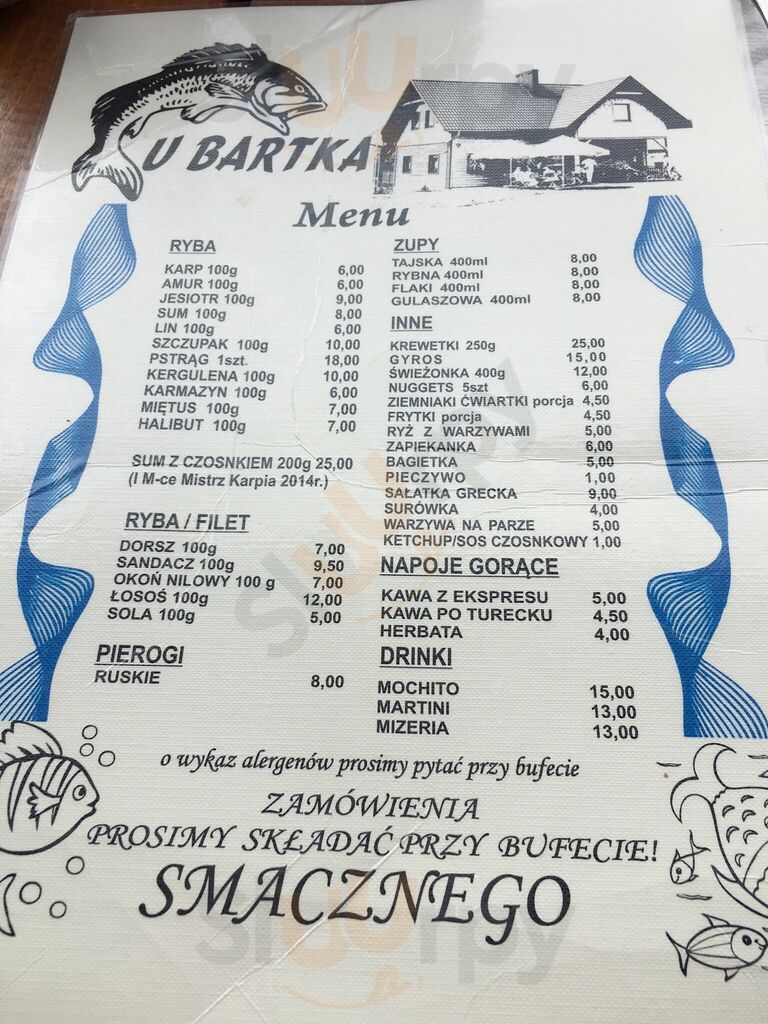 U BARTKA
Menu
RYBA
KARP 100g 6,00
AMUR 100g 6,00
JESIOTR 100g 9,00
SUM 100g 8,00
LIN 100g 6,00
SZCZUPAK 100g 10,00
PSTRĄG 1szt. 18,00
KERGULENA 100g 10,00
KARMAZYN 100g 6,00
MIĘTUS 100g 7,00
HALIBUT 100g 7,00
SUM Z CZOSNKIEM 200g 25,00
(I M-ce Mistrz Karpia 2014r.)
RYBA / FILET
DORSZ 100g 7,00
SANDACZ 100g 9,50
OKOŃ NILOWY 100 g 7,00
ŁOSOŚ 100g 12,00
SOLA 100g 5,00
PIEROGI
RUSKIE 8,00
ZUPY
TAJSKA 400ml 8,00
RYBNA 400ml 8,00
FLAKI 400ml 8,00
GULASZOWA 400ml 8,00
INNE
KREWETKI 250g 25,00
GYROS 15,00
ŚWIEŻONKA 400g 12,00
NUGGETS 5szt 6,00
ZIEMNIAKI ĆWIARTKI porcja 4,50
FRYTKI porcja 4,50
RYŻ Z WARZYWAMI 5,00
ZAPIEKANKA 6,00
BAGIETKA 5,00
PIECZYWO 1,00
SAŁATKA GRECKA 9,00
SURÓWKA 4,00
WARZYWA NA PARZE 5,00
KETCHUP/SOS CZOSNKOWY 1,00
NAPOJE GORĄCE
KAWA Z EKSPRESU 5,00
KAWA PO TURECKU 4,50
HERBATA 4,00
DRINKI
MOCHITO 15,00
MARTINI 13,00
MIZERIA 13,00
o wykaz alergenów prosimy pytać przy bufecie
ZAMÓWIENIA
PROSIMY SKŁADAĆ PRZY BUFECIE!
SMACZNEGO
sluurpy
sluurpy
sluurpy